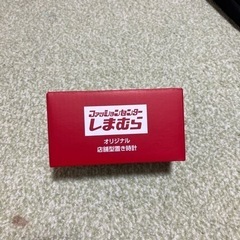 ファッションセンター
しまむら
オリジナル
店舗型置き時計